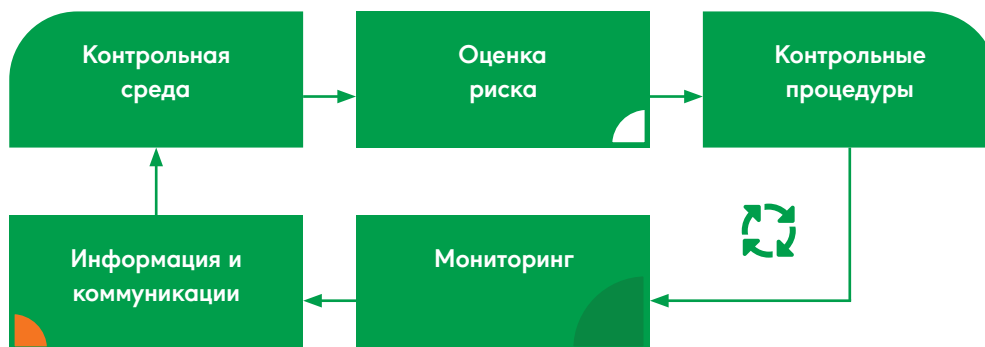 Контрольная
среда
Оценка
риска
Контрольные
процедуры
Информация и
коммуникации
Мониторинг